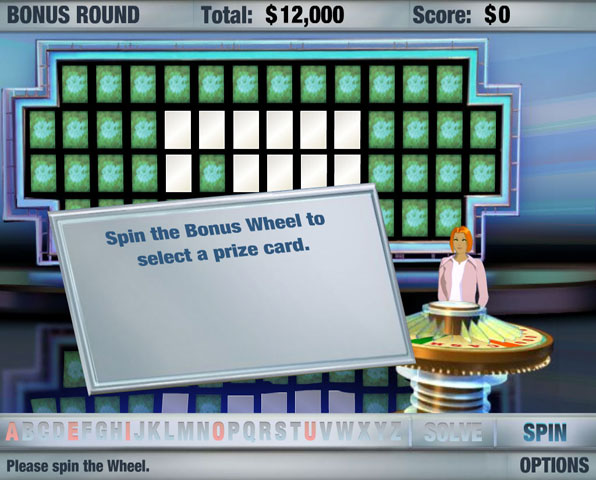 BONUS ROUND Total: $12,000 Score: $0
Spin the Bonus Wheel to
select a prize card.
ABCDEFGHIJKLMNOPQRSTUVWXYZ SOLVE SPIN
Please spin the Wheel. OPTIONS